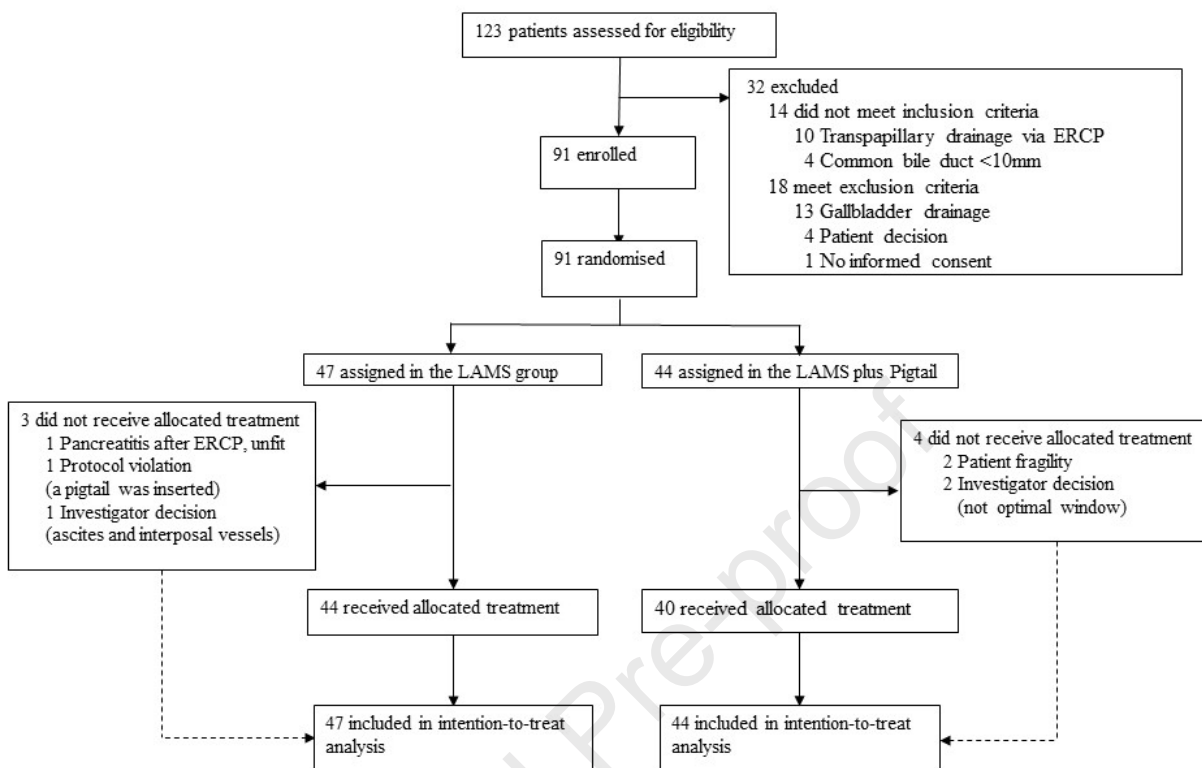 123 patients assessed for eligibility
32 excluded
14 did not meet inclusion criteria
10 Transpapillary drainage via ERCP
4 Common bile duct <10mm
18 meet exclusion criteria
13 Gallbladder drainage
4 Patient decision
1 No informed consent
91 enrolled
91 randomised
47 assigned in the LAMS group
44 assigned in the LAMS plus Pigtail
3 did not receive allocated treatment
1 Pancreatitis after ERCP, unfit
1 Protocol violation
(a pigtail was inserted)
1 Investigator decision
(ascites and interposal vessels)
4 did not receive allocated treatment
2 Patient fragility
2 Investigator decision
(not optimal window)
44 received allocated treatment
40 received allocated treatment
47 included in intention-to-treat
analysis
44 included in intention-to-treat
analysis
Pre-proof